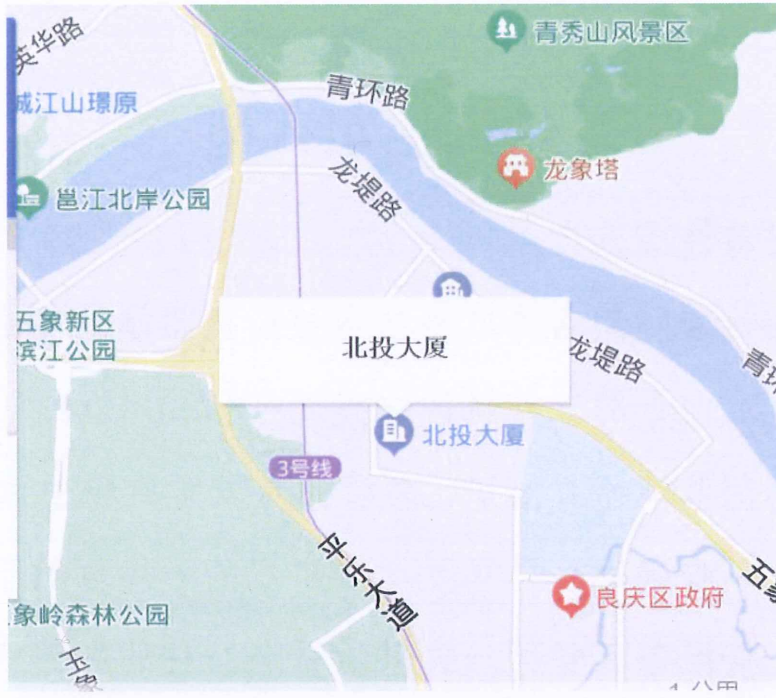 青秀山风景区
英华路
青环路
城江山璟原
龙象塔
龙堤路
邕江北岸公园
五象新区
滨江公园
北投大厦
龙堤路
青环
北投大厦
3号线
平乐大道
五象
良庆区政府
象岭森林公园
玉象
1 公里